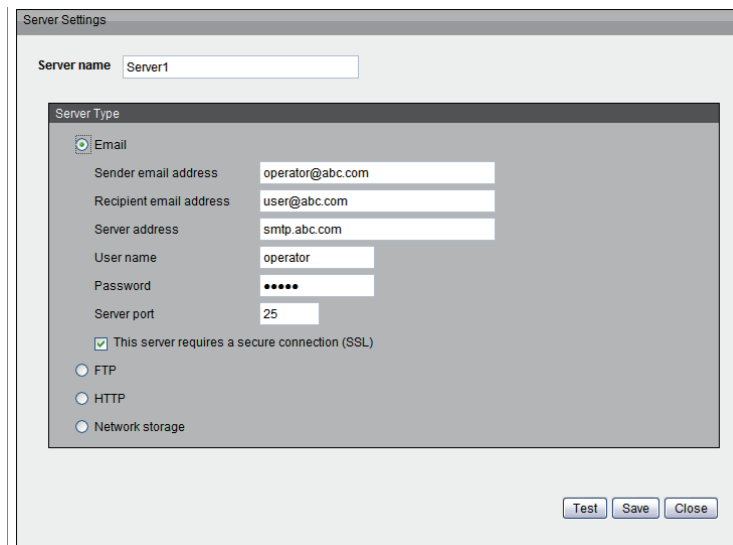 Server Settings
Server name Server1
Server Type
Email
Sender email address operator@abc.com
Recipient email address user@abc.com
Server address smtp.abc.com
User name operator
Password •••••
Server port 25
This server requires a secure connection (SSL)
FTP
HTTP
Network storage
Test Save Close